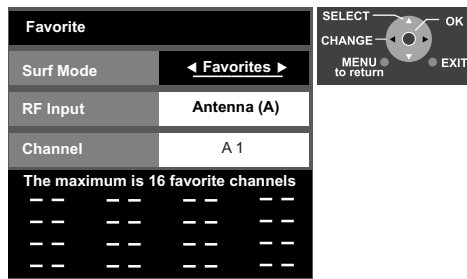 Favorite
Surf Mode
◀ Favorites ▶
RF Input
Antenna (A)
Channel
A 1
The maximum is 16 favorite channels
– – – – – – – –
– – – – – – – –
– – – – – – – –
– – – – – – – –
SELECT
OK
CHANGE
MENU
to return
EXIT